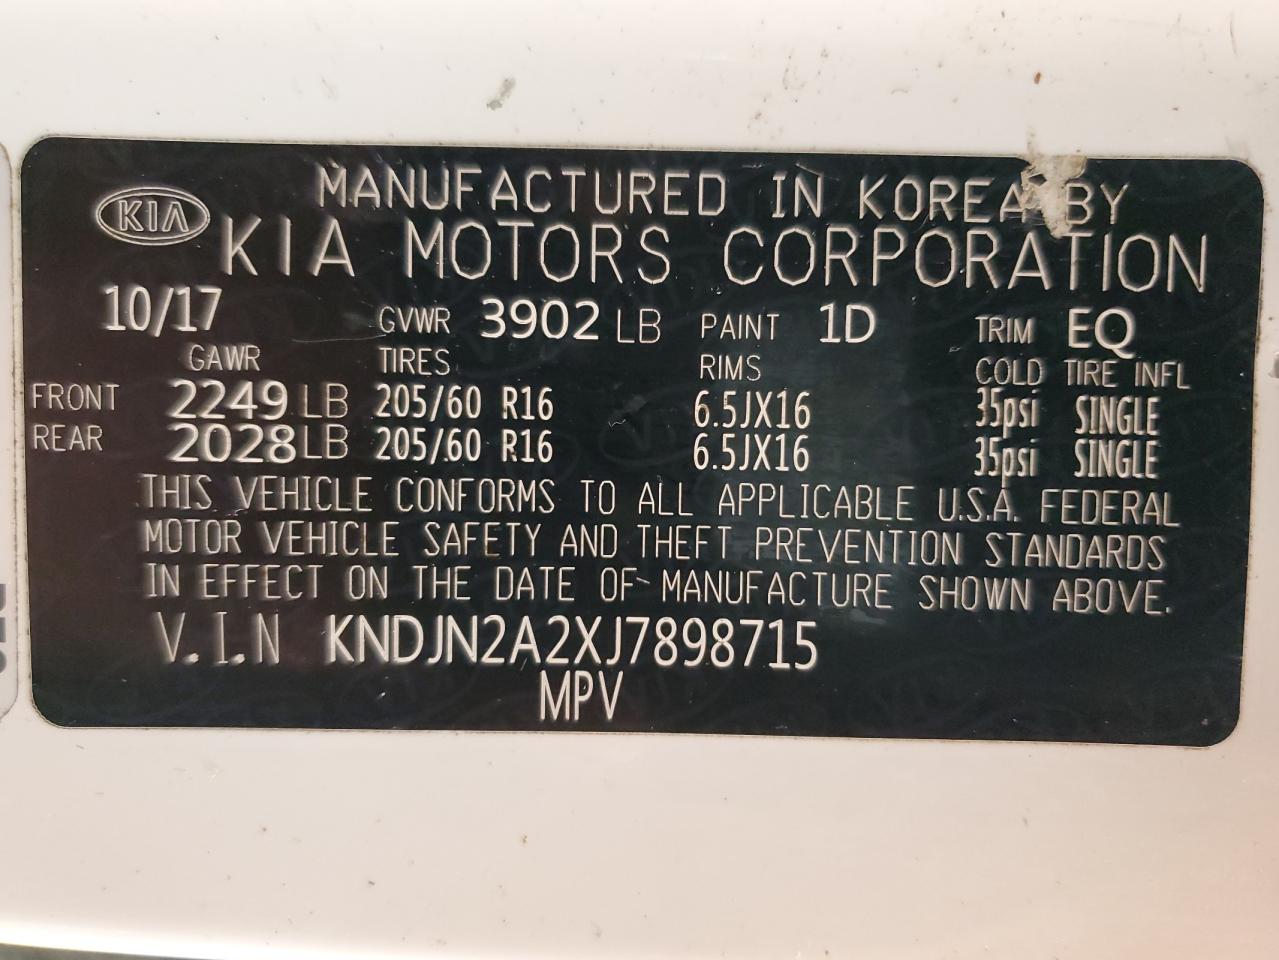 KIA
MANUFACTURED IN KOREA BY
KIA MOTORS CORPORATION
10/17 GVWR 3902 LB PAINT 1D TRIM EQ
GAWR TIRES RIMS COLD TIRE INFL
FRONT 2249 LB 205/60 R16 6.5JX16 35psi SINGLE
REAR 2028 LB 205/60 R16 6.5JX16 35psi SINGLE
THIS VEHICLE CONFORMS TO ALL APPLICABLE U.S.A. FEDERAL
MOTOR VEHICLE SAFETY AND THEFT PREVENTION STANDARDS
IN EFFECT ON THE DATE OF MANUFACTURE SHOWN ABOVE.
V.I.N KNDJN2A2XJ7898715
MPV